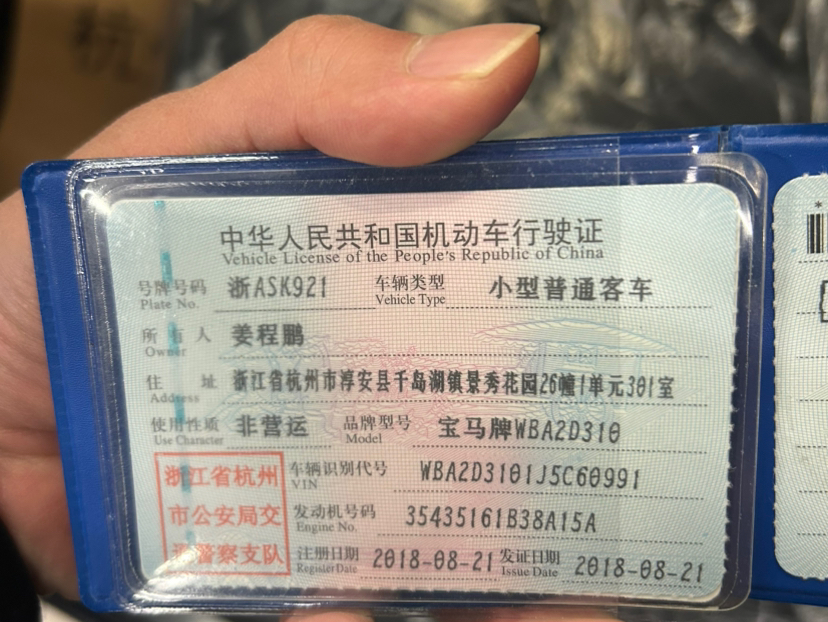 中华人民共和国机动车行驶证
Vehicle License of the People's Republic of China
号牌号码 浙ASK921 车辆类型 小型普通客车
Plate No. Vehicle Type
所有人 姜程鹏
Owner
住址 浙江省杭州市淳安县千岛湖镇景秀花园26幢1单元301室
Address
使用性质 非营运 品牌型号 宝马牌WBA2D310
Use Character Model
浙江省杭州
市公安局交
警察支队
车辆识别代号 WBA2D3101J5C60991
VIN
发动机号码 35435161B38A15A
Engine No.
注册日期 2018-08-21 发证日期 2018-08-21
Register Date Issue Date